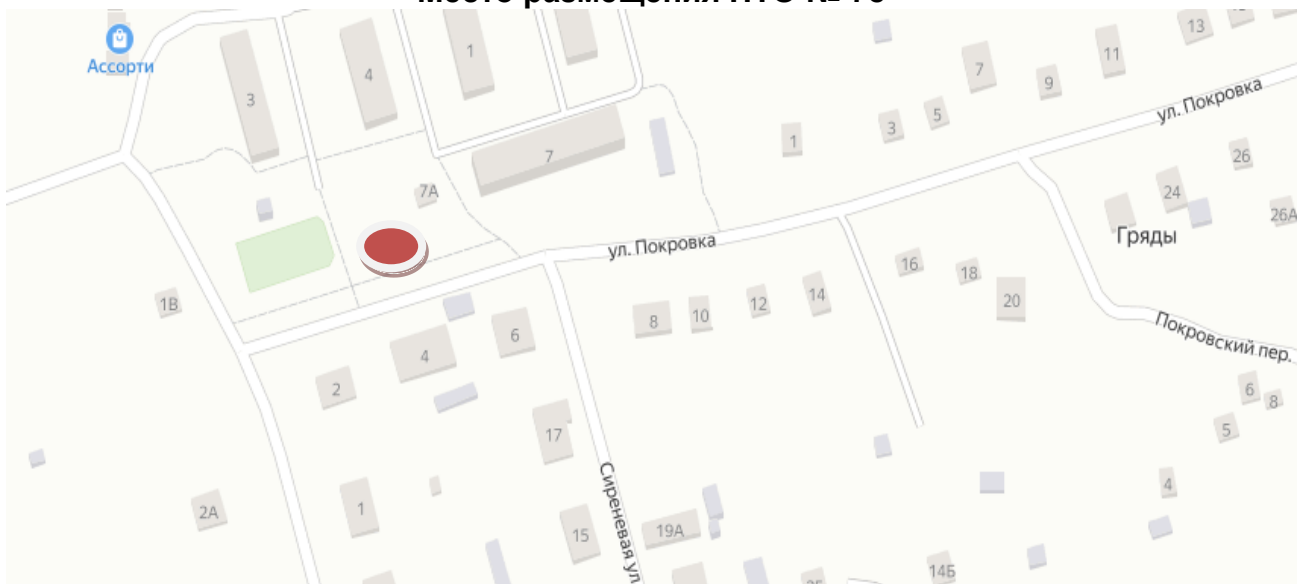 Ассорти
3
4
1
7
7А
1
3
5
7
9
11
13
ул. Покровка
26
24
26А
Гряды
ул. Покровка
1В
16
18
20
14
12
10
8
6
4
2
Покровский пер.
6
8
5
4
17
Сиреневая ул.
2А
1
15
19А
14Б